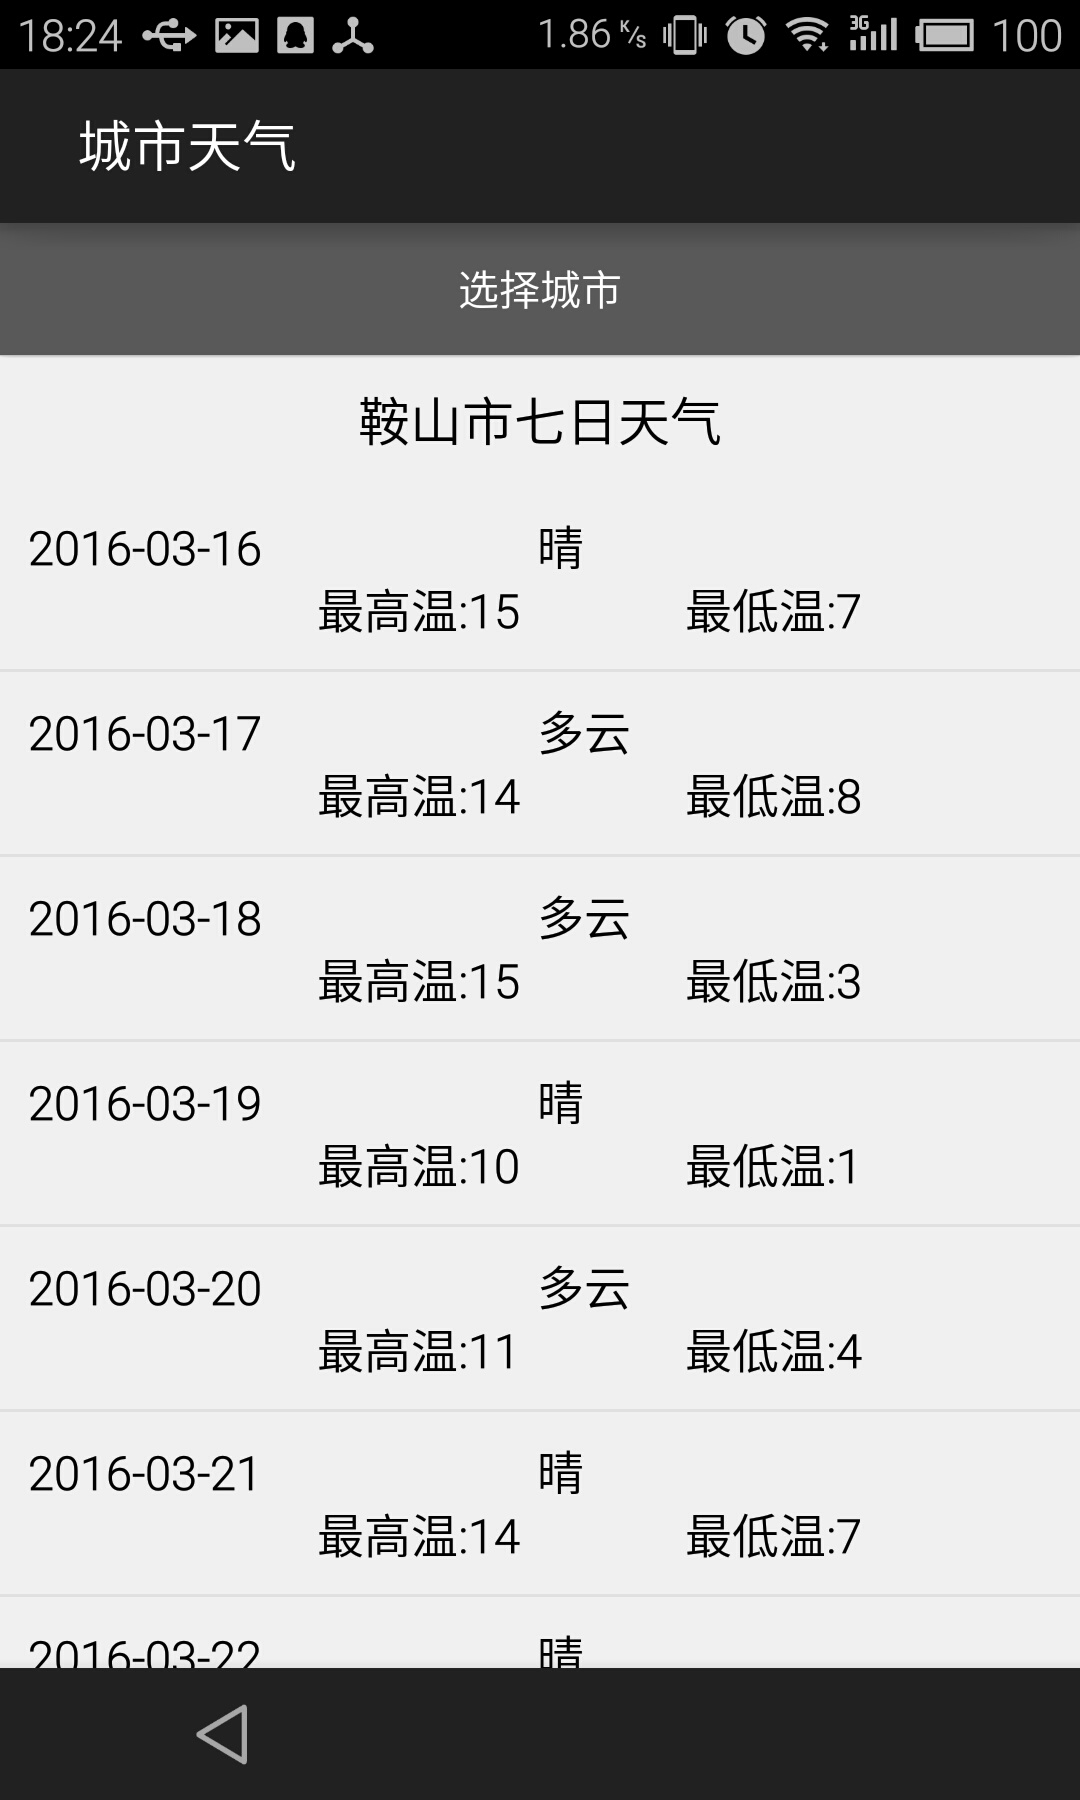 18:24 1.86 K/s 3G 100
城市天气
选择城市
鞍山市七日天气
2016-03-16 晴
最高温:15 最低温:7
2016-03-17 多云
最高温:14 最低温:8
2016-03-18 多云
最高温:15 最低温:3
2016-03-19 晴
最高温:10 最低温:1
2016-03-20 多云
最高温:11 最低温:4
2016-03-21 晴
最高温:14 最低温:7
2016-03-22 晴